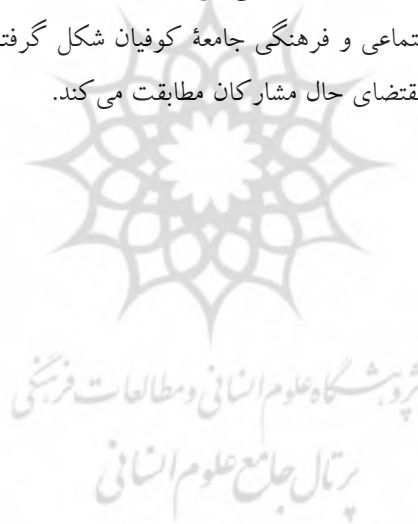 تماعی و فرهنگی جامعهٔ کوفیان شکل گرفت
قتضای حال مشارکان مطابقت می‌کند.
پژوهشگاه علوم انسانی و مطالعات فرهنگی
پرتال جامع علوم انسانی